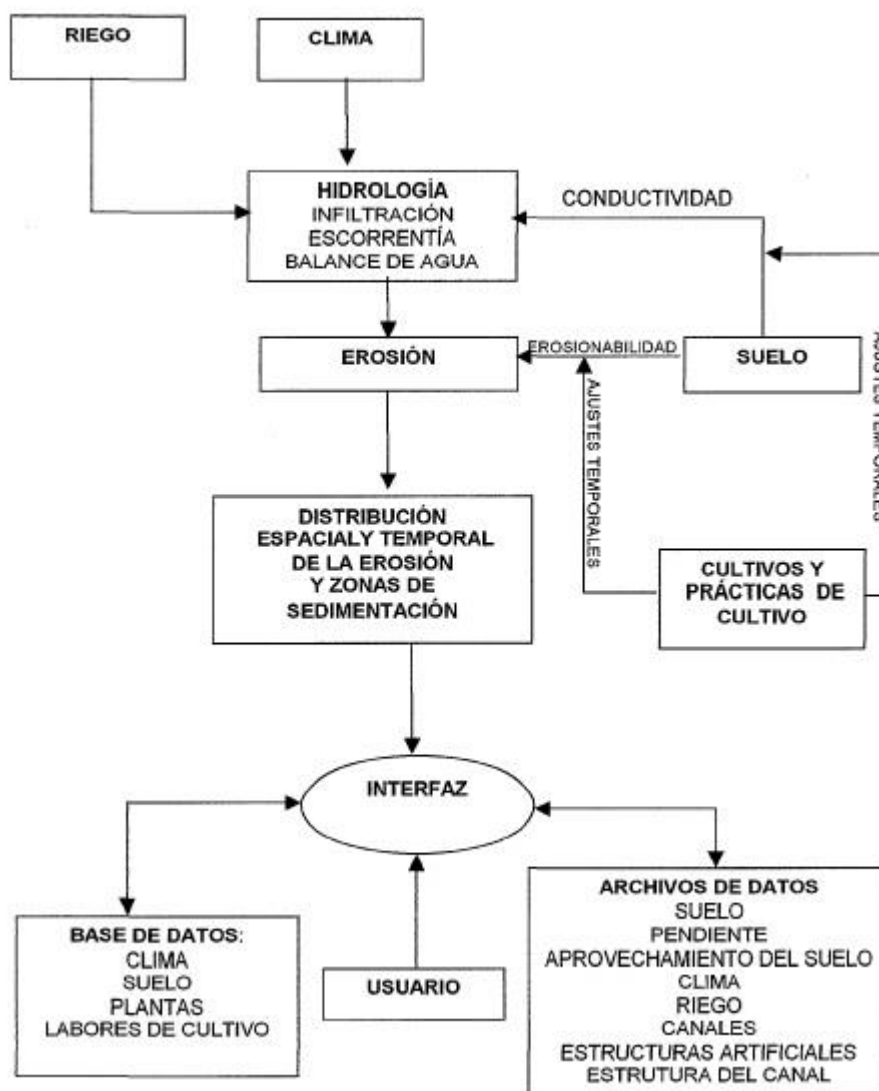 RIEGO
CLIMA
HIDROLOGÍA
INFILTRACIÓN
ESCORRENTÍA
BALANCE DE AGUA
CONDUCTIVIDAD
EROSIÓN
EROSIONABILIDAD
SUELO
AJUSTES TEMPORALES
AJUSTES TEMPORALES
DISTRIBUCIÓN
ESPACIALY TEMPORAL
DE LA EROSIÓN
Y ZONAS DE
SEDIMENTACIÓN
CULTIVOS Y
PRÁCTICAS DE
CULTIVO
INTERFAZ
BASE DE DATOS:
CLIMA
SUELO
PLANTAS
LABORES DE CULTIVO
USUARIO
ARCHIVOS DE DATOS
SUELO
PENDIENTE
APROVECHAMIENTO DEL SUELO
CLIMA
RIEGO
CANALES
ESTRUCTURAS ARTIFICIALES
ESTRUTURA DEL CANAL